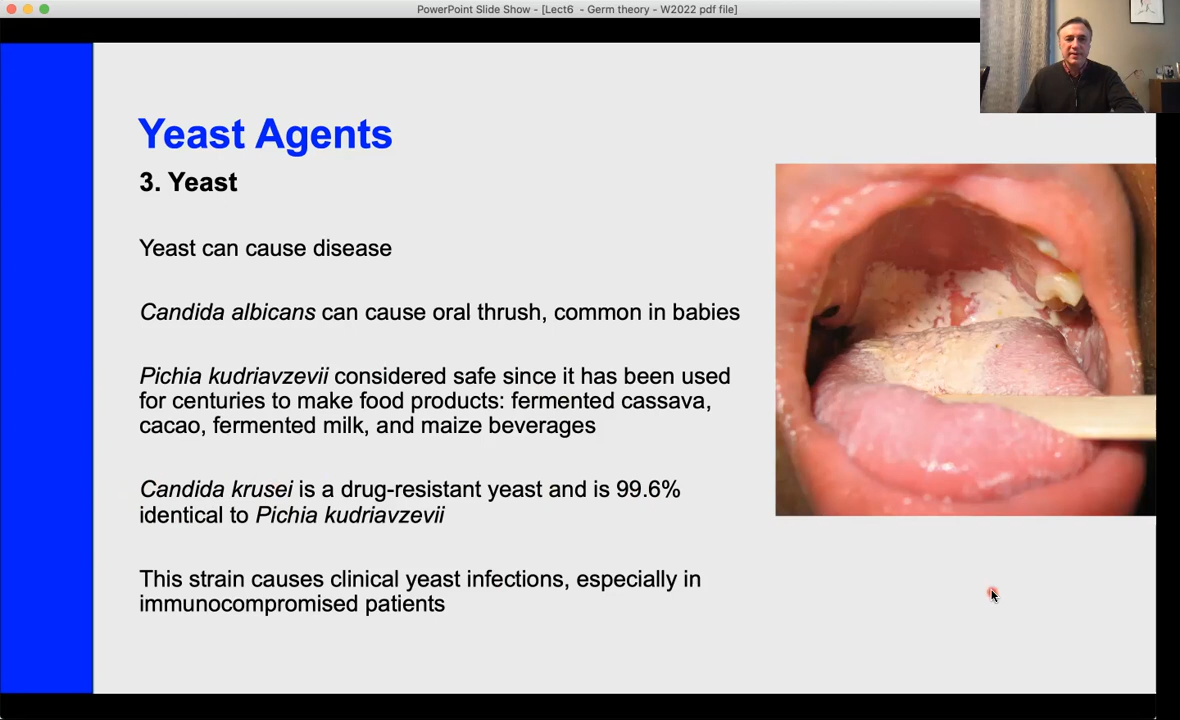 PowerPoint Slide Show - [Lect6 - Germ theory - W2022 pdf file]
Yeast Agents
3. Yeast
Yeast can cause disease
Candida albicans can cause oral thrush, common in babies
Pichia kudriavzevii considered safe since it has been used
for centuries to make food products: fermented cassava,
cacao, fermented milk, and maize beverages
Candida krusei is a drug-resistant yeast and is 99.6%
identical to Pichia kudriavzevii
This strain causes clinical yeast infections, especially in
immunocompromised patients